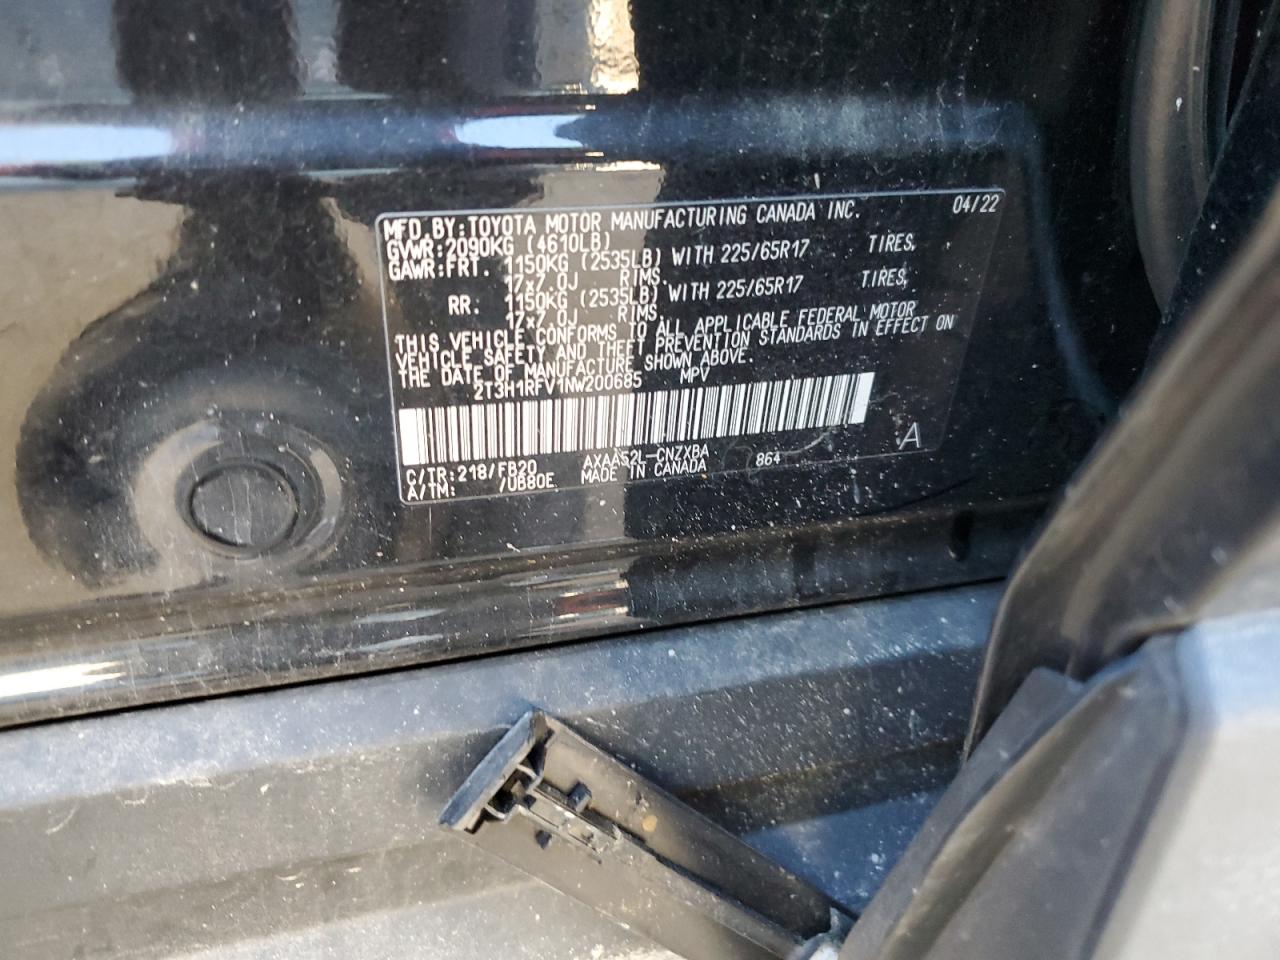 MFD.BY:TOYOTA MOTOR MANUFACTURING CANADA INC. 04/22
GVWR:2090KG (4610LB)
GAWR:FRT. 1150KG (2535LB) WITH 225/65R17 TIRES,
17x7.0J RIMS.
RR. 1150KG (2535LB) WITH 225/65R17 TIRES,
17x7.0J RIMS.
THIS VEHICLE CONFORMS TO ALL APPLICABLE FEDERAL MOTOR
VEHICLE SAFETY AND THEFT PREVENTION STANDARDS IN EFFECT ON
THE DATE OF MANUFACTURE SHOWN ABOVE.
2T3H1RFV1NW200685 MPV
C/TR:218/FB20 AXAA52L-CNZXBA 864 A
A/TM: /UB80E MADE IN CANADA